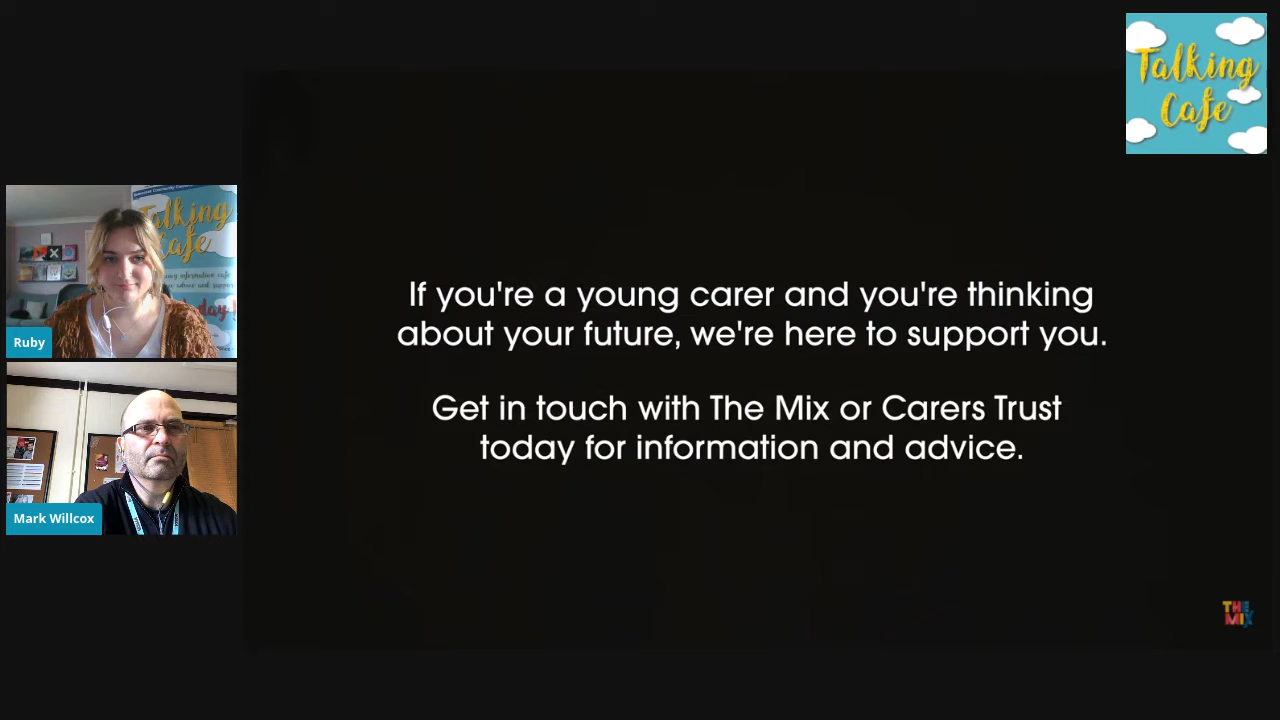 Talking
Cafe
Talking
Cafe
Ruby
Mark Willcox
If you're a young carer and you're thinking
about your future, we're here to support you.
Get in touch with The Mix or Carers Trust
today for information and advice.
THE
MIX